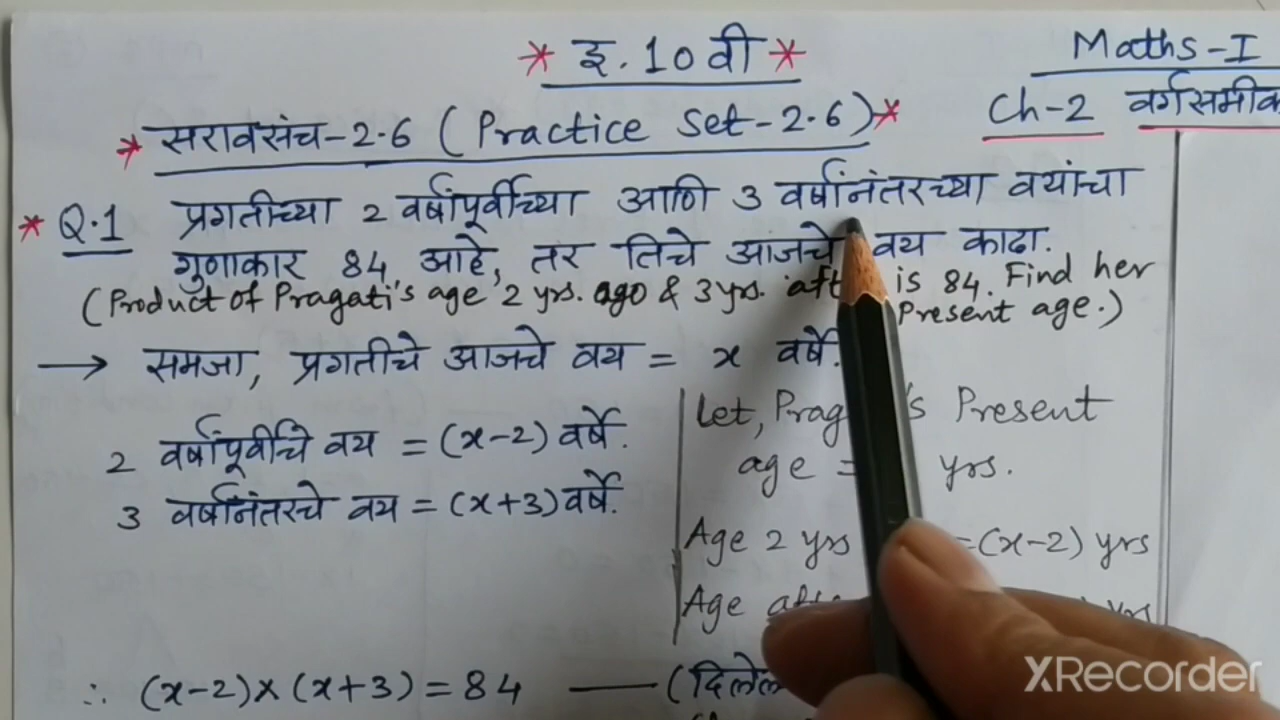 * इ. 10 वी *
Maths-I
* सरावसंच-2.6 (Practice Set-2.6) *
Ch-2
* Q.1 प्रगतीच्या 2 वर्षांपूर्वीच्या आणि 3 वर्षांनंतरच्या वयांचा
गुणाकार 84 आहे, तर तिचे आजचे वय काढा.
(Product of Pragati's age 2 yrs. ago & 3 yrs. is 84. Find her
Present age.)
→ समजा, प्रगतीचे आजचे वय = x वर्षे.
2 वर्षांपूर्वीचे वय = (x-2) वर्षे.
3 वर्षांनंतरचे वय = (x+3) वर्षे.
Let, Present
age = yrs.
Age 2 yrs =(x-2) yrs
Age
∴ (x-2)×(x+3) = 84
XRecorder